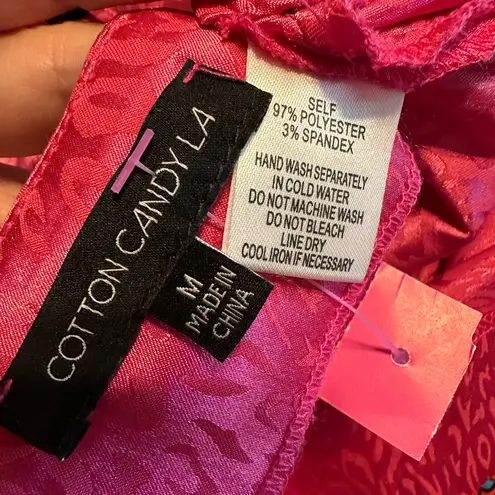 COTTON CANDY LA
M
MADE IN
CHINA
SELF
97% POLYESTER
3% SPANDEX
HAND WASH SEPARATELY
IN COLD WATER
DO NOT MACHINE WASH
DO NOT BLEACH
LINE DRY
COOL IRON IF NECESSARY